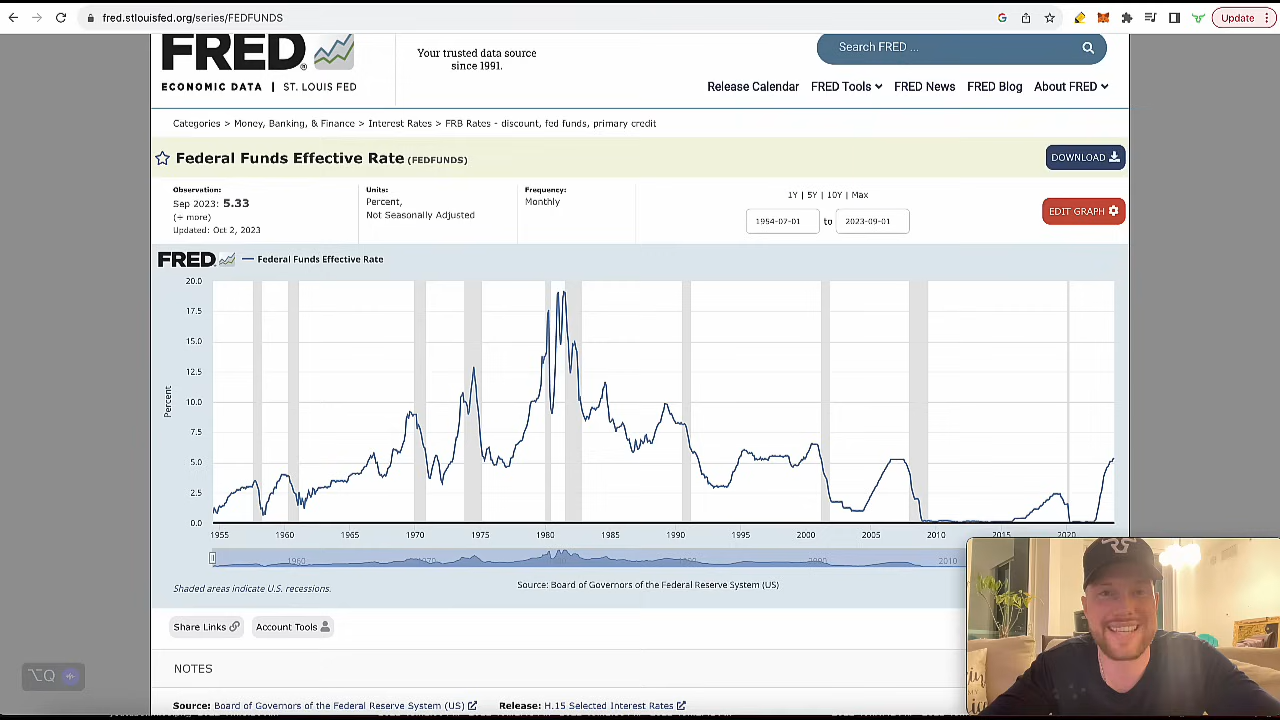 fred.stlouisfed.org/series/FEDFUNDS
Update
FRED
ECONOMIC DATA | ST. LOUIS FED
Your trusted data source
since 1991.
Search FRED ...
Release Calendar FRED Tools FRED News FRED Blog About FRED
Categories > Money, Banking, & Finance > Interest Rates > FRB Rates - discount, fed funds, primary credit
Federal Funds Effective Rate (FEDFUNDS)
DOWNLOAD
Observation:
Sep 2023: 5.33
(+ more)
Updated: Oct 2, 2023
Units:
Percent,
Not Seasonally Adjusted
Frequency:
Monthly
1Y | 5Y | 10Y | Max
1954-07-01 to 2023-09-01
EDIT GRAPH
FRED
Federal Funds Effective Rate
Percent
20.0
17.5
15.0
12.5
10.0
7.5
5.0
2.5
0.0
1955 1960 1965 1970 1975 1980 1985 1990 1995 2000 2005 2010 2015 2020
1960 1970 1980 1990 2000 2010
Shaded areas indicate U.S. recessions.
Source: Board of Governors of the Federal Reserve System (US)
Share Links Account Tools
⌥Q
NOTES
Source: Board of Governors of the Federal Reserve System (US) Release: H.15 Selected Interest Rates